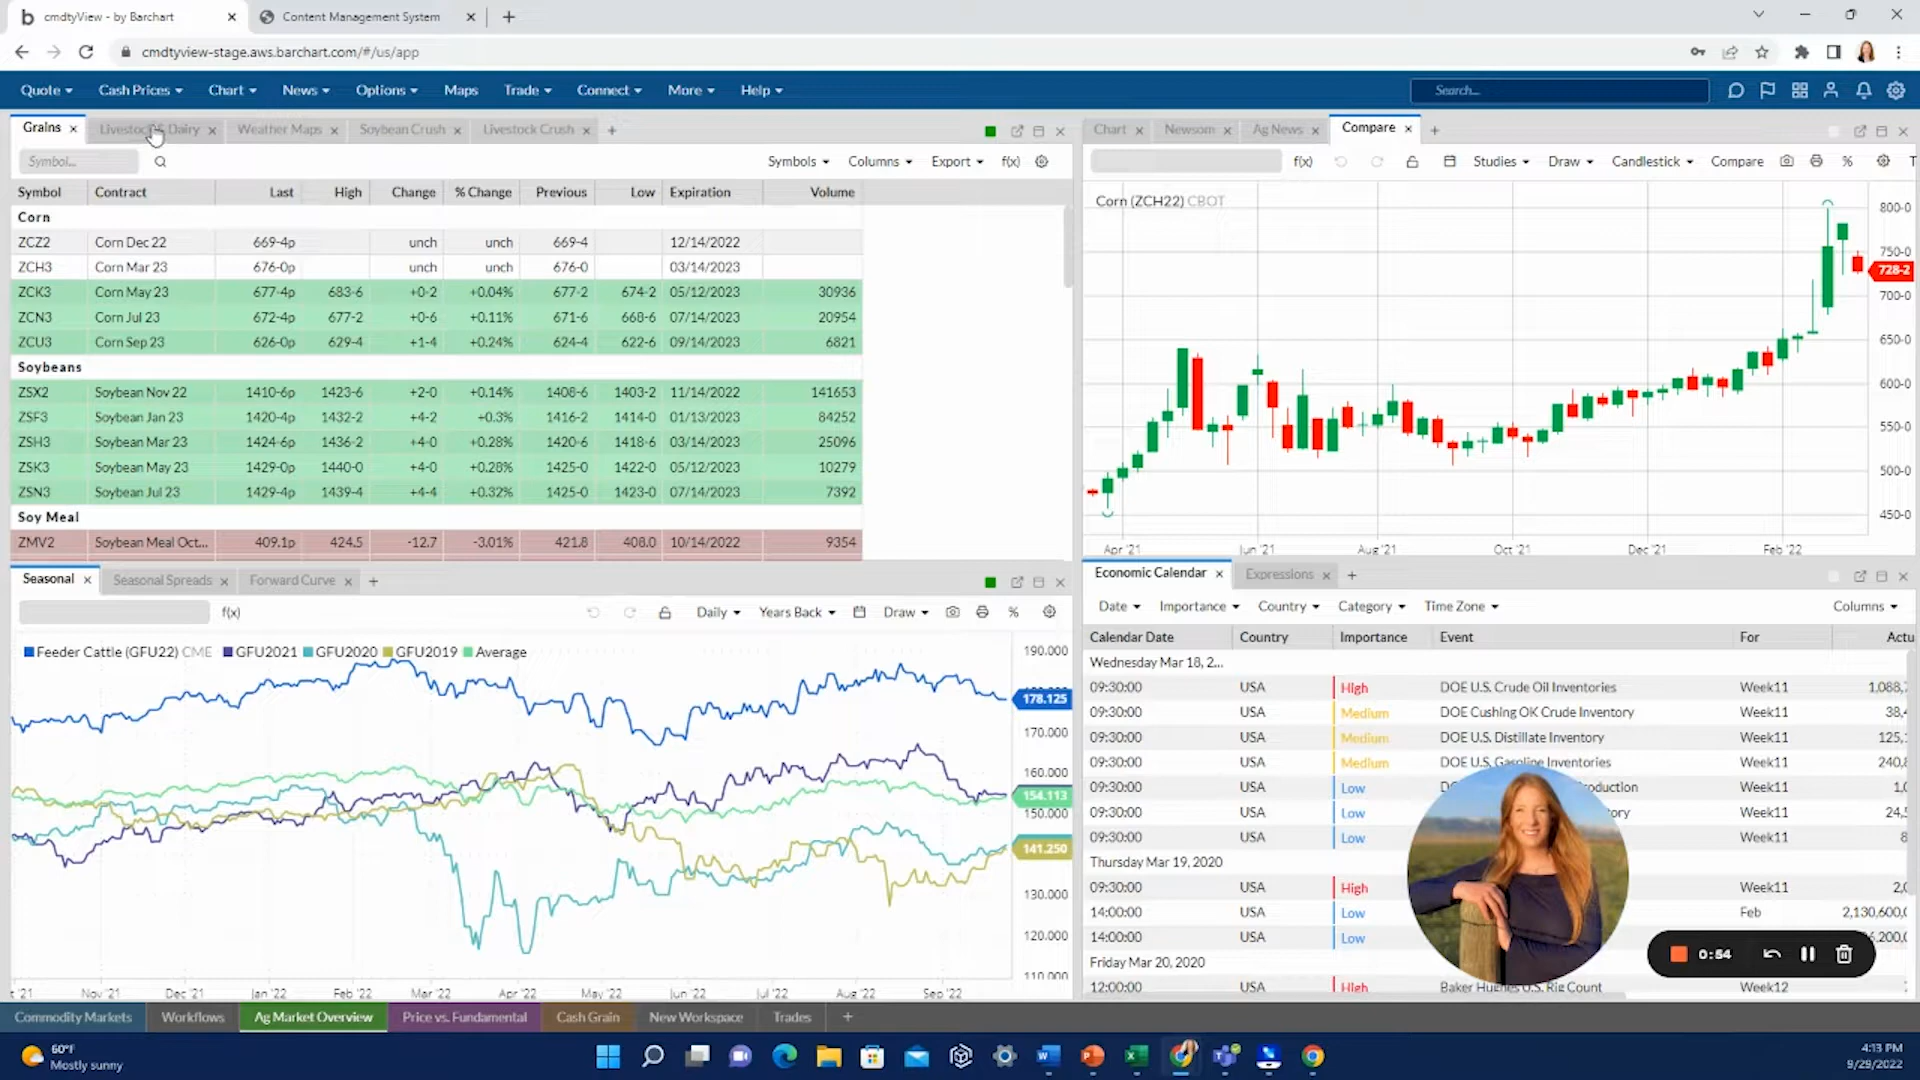 cmdtyView - by Barchart
Content Management System
cmdtyview-stage.aws.barchart.com/#/us/app
Quote Cash Prices Chart News Options Maps Trade Connect More Help Search...
Grains Livestock & Dairy Weather Maps Soybean Crush Livestock Crush
Symbol... Symbols Columns Export f(x)
Symbol Contract Last High Change % Change Previous Low Expiration Volume
Corn
ZCZ2 Corn Dec 22 669-4p unch unch 669-4 12/14/2022
ZCH3 Corn Mar 23 676-0p unch unch 676-0 03/14/2023
ZCK3 Corn May 23 677-4p 683-6 +0-2 +0.04% 677-2 674-2 05/12/2023 30936
ZCN3 Corn Jul 23 672-4p 677-2 +0-6 +0.11% 671-6 668-6 07/14/2023 20954
ZCU3 Corn Sep 23 626-0p 629-4 +1-4 +0.24% 624-4 622-6 09/14/2023 6821
Soybeans
ZSX2 Soybean Nov 22 1410-6p 1423-6 +2-0 +0.14% 1408-6 1403-2 11/14/2022 141653
ZSF3 Soybean Jan 23 1420-4p 1432-2 +4-2 +0.3% 1416-2 1414-0 01/13/2023 84252
ZSH3 Soybean Mar 23 1424-6p 1436-2 +4-0 +0.28% 1420-6 1418-6 03/14/2023 25096
ZSK3 Soybean May 23 1429-0p 1440-0 +4-0 +0.28% 1425-0 1422-0 05/12/2023 10279
ZSN3 Soybean Jul 23 1429-4p 1439-4 +4-4 +0.32% 1425-0 1423-0 07/14/2023 7392
Soy Meal
ZMV2 Soybean Meal Oct... 409.1p 424.5 -12.7 -3.01% 421.8 408.0 10/14/2022 9354
Chart Newsom Ag News Compare
f(x) Studies Draw Candlestick Compare % T
Corn (ZCH22) CBOT
800-0
750-0
728-2
700-0
650-0
600-0
550-0
500-0
450-0
Apr '21 Jun '21 Aug '21 Oct '21 Dec '21 Feb '22
Seasonal Seasonal Spreads Forward Curve
f(x) Daily Years Back Draw %
Feeder Cattle (GFU22) CME GFU2021 GFU2020 GFU2019 Average
190.000
178.125
170.000
160.000
154.113
150.000
141.250
130.000
120.000
110.000
t '21 Nov '21 Dec '21 Jan '22 Feb '22 Mar '22 Apr '22 May '22 Jun '22 Jul '22 Aug '22 Sep '22
Economic Calendar Expressions
Date Importance Country Category Time Zone Columns
Calendar Date Country Importance Event For Actu
Wednesday Mar 18, 2...
09:30:00 USA High DOE U.S. Crude Oil Inventories Week11 1,088,
09:30:00 USA Medium DOE Cushing OK Crude Inventory Week11 38,
09:30:00 USA Medium DOE U.S. Distillate Inventory Week11 125,
Medium DOE U.S. Gasoline Inventories Week11 240,
09:30:00 USA Low oduction Week11 1,0
09:30:00 USA Low ory Week11 24,
09:30:00 USA Low Week11 8
Thursday Mar 19, 2020
09:30:00 USA High Week11 2,0
14:00:00 USA Low Feb 2,130,600,0
14:00:00 USA Low 6,200,0
Friday Mar 20, 2020
12:00:00 USA High Baker Hughes U.S. Rig Count Week12
0:54
Commodity Markets Workflows Ag Market Overview Price vs. Fundamental Cash Grain New Workspace Trades
60°F
Mostly sunny
4:13 PM
9/29/2022